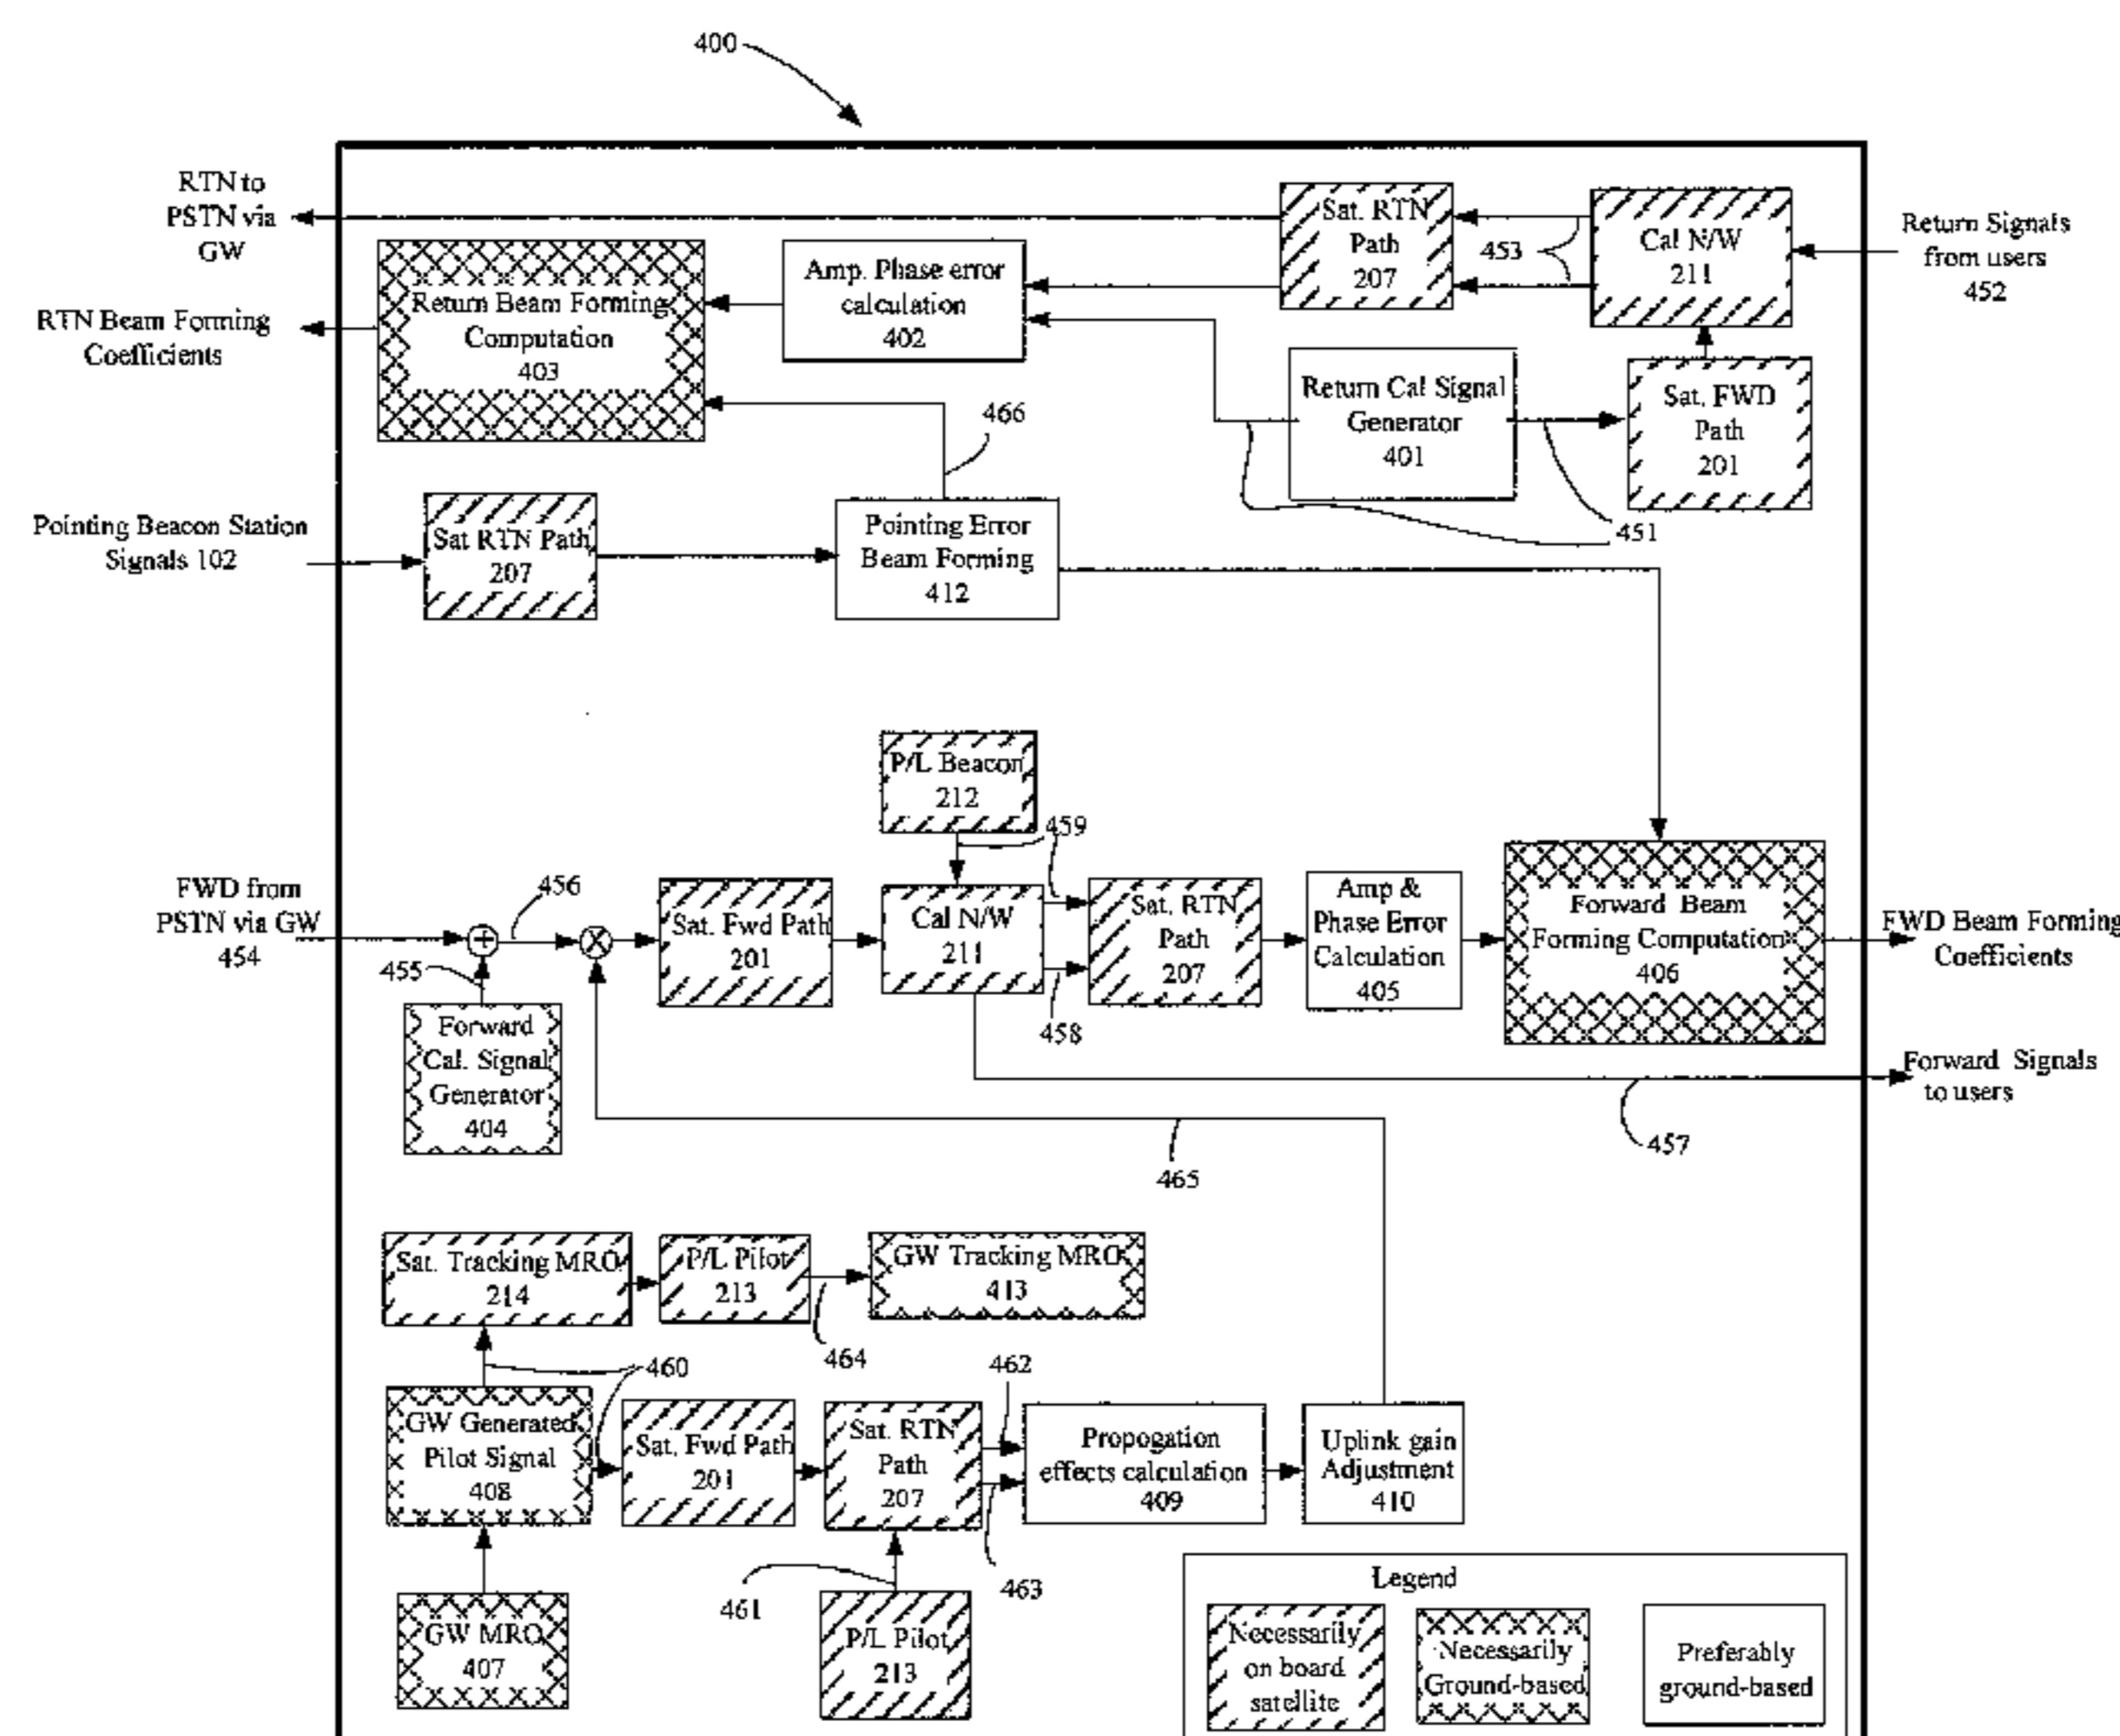 400
RTN to
PSTN via
GW
Sat. RTN
Path
207
453
Cal N/W
211
Return Signals
from users
452
RTN Beam Forming
Coefficients
Return Beam Forming
Computation
403
Amp. Phase error
calculation
402
Return Cal Signal
Generator
401
Sat. FWD
Path
201
466
451
Pointing Beacon Station
Signals 102
Sat RTN Path
207
Pointing Error
Beam Forming
412
P/L Beacon
212
459
FWD from
PSTN via GW
454
456
455
Sat. Fwd Path
201
Cal N/W
211
Sat. RTN
Path
207
458
Amp &
Phase Error
Calculation
405
Forward Beam
Forming Computation
406
FWD Beam Forming
Coefficients
Forward
Cal. Signal
Generator
404
Forward Signals
to users
457
465
Sat. Tracking MRO
214
P/L Pilot
213
GW Tracking MRO
413
464
460
462
GW Generated
Pilot Signal
408
Sat. Fwd Path
201
Sat. RTN
Path
207
Propogation
effects calculation
409
Uplink gain
Adjustment
410
461
463
GW MRO
407
P/L Pilot
213
Legend
Necessarily
on board
satellite
Necessarily
Ground-based
Preferably
ground-based